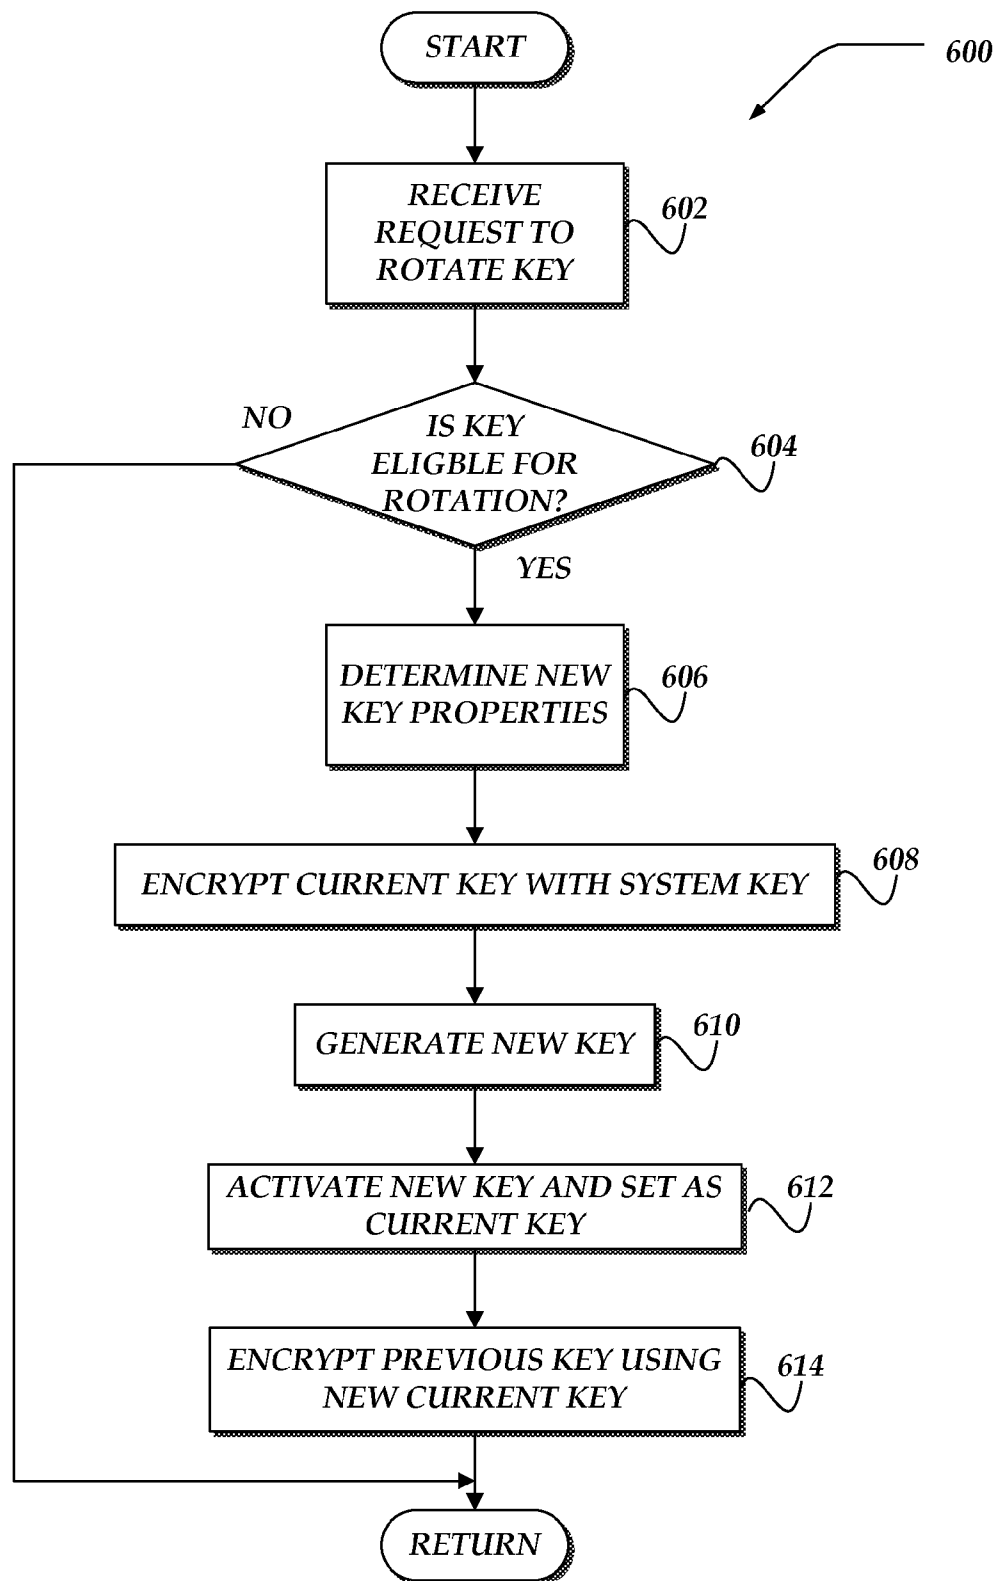 START
600
RECEIVE
REQUEST TO
ROTATE KEY
602
NO
IS KEY
ELIGBLE FOR
ROTATION?
604
YES
DETERMINE NEW
KEY PROPERTIES
606
ENCRYPT CURRENT KEY WITH SYSTEM KEY
608
GENERATE NEW KEY
610
ACTIVATE NEW KEY AND SET AS
CURRENT KEY
612
ENCRYPT PREVIOUS KEY USING
NEW CURRENT KEY
614
RETURN